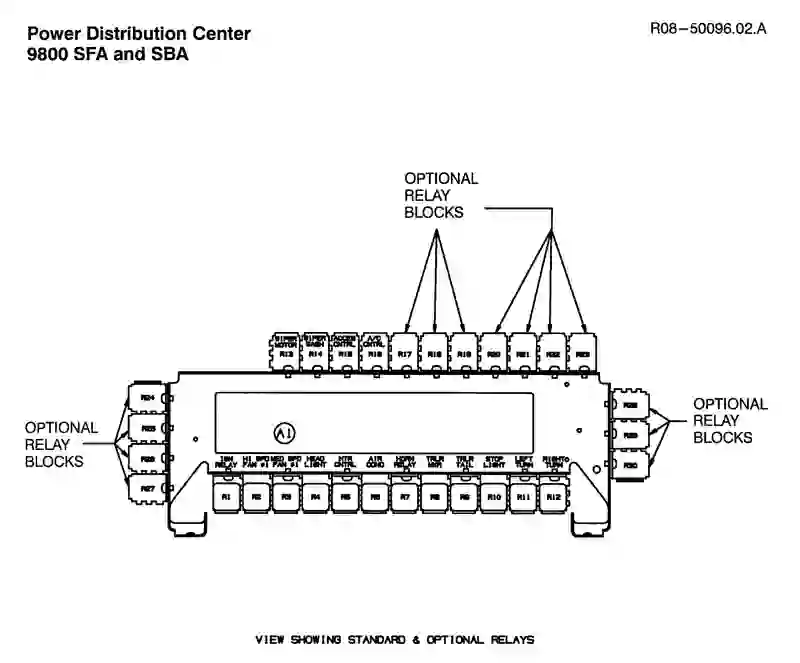 Power Distribution Center
9800 SFA and SBA
R08-50096.02.A
OPTIONAL
RELAY
BLOCKS
WIPER MOTOR R13
WIPER WASH R14
ACCES CNTRL R15
A/C CNTRL R16
R17
R18
R19
R20
R21
R22
R23
R24
R25
R26
R27
OPTIONAL
RELAY
BLOCKS
R28
R29
R30
OPTIONAL
RELAY
BLOCKS
A1
IGN RELAY
HI SPD FAN #1
MED SPD FAN #1
HEAD LIGHT
HTR CNTRL
AIR COND
HORN RELAY
TRLR MKR
TRLR TAIL
STOP LIGHT
LEFT TURN
RIGHT TURN
R1
R2
R3
R4
R5
R6
R7
R8
R9
R10
R11
R12
VIEW SHOWING STANDARD & OPTIONAL RELAYS